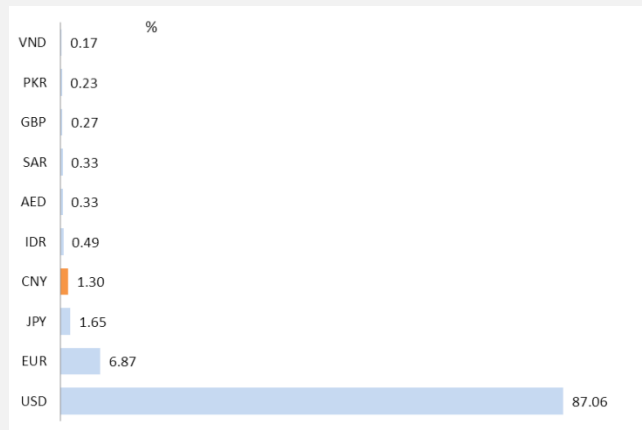 %
VND 0.17
PKR 0.23
GBP 0.27
SAR 0.33
AED 0.33
IDR 0.49
CNY 1.30
JPY 1.65
EUR 6.87
USD 87.06